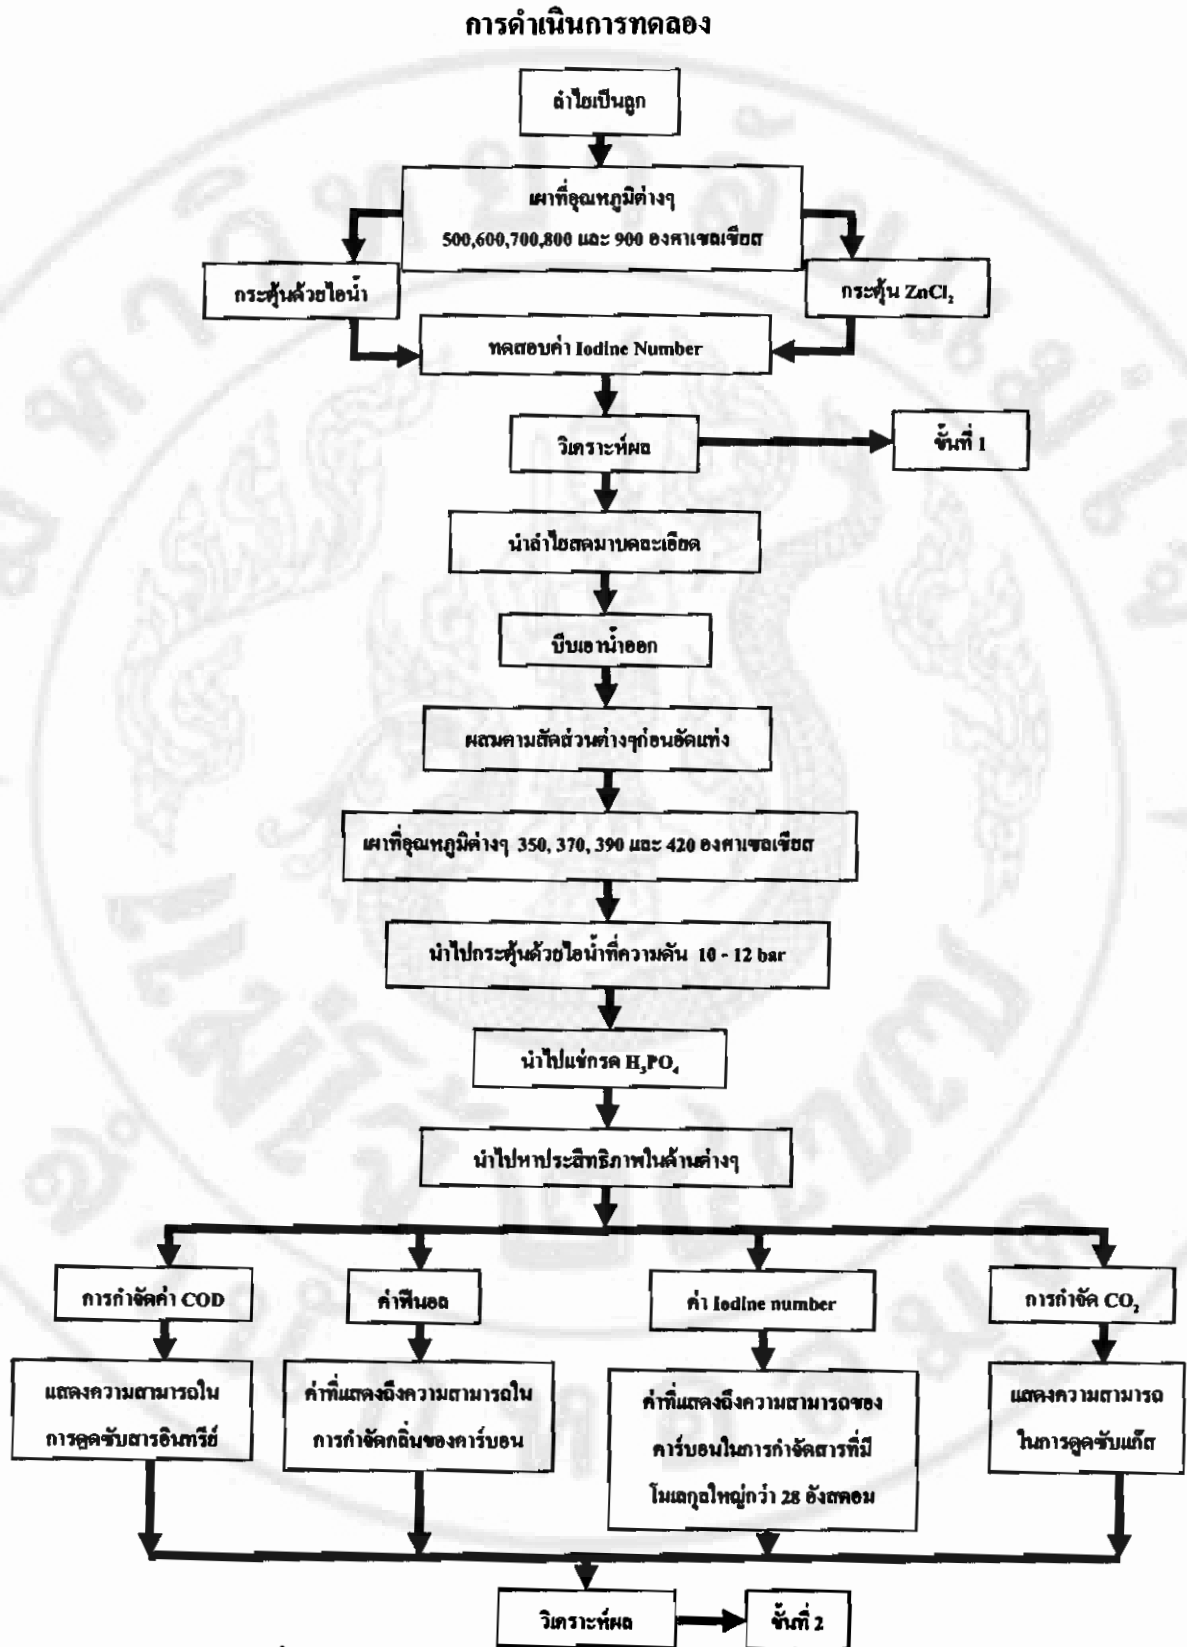 การดำเนินการทดลอง
ลำไยเป็นลูก
เผาที่อุณหภูมิต่างๆ
500,600,700,800 และ 900 องศาเซลเซียส
กระตุ้นด้วยไอน้ำ
กระตุ้น ZnCl₂
ทดสอบค่า Iodine Number
วิเคราะห์ผล
ขั้นที่ 1
นำลำไยสดมาบดละเอียด
บีบเอาน้ำออก
ผสมตามสัดส่วนต่างๆก่อนอัดแท่ง
เผาที่อุณหภูมิต่างๆ 350, 370, 390 และ 420 องศาเซลเซียส
นำไปกระตุ้นด้วยไอน้ำที่ความดัน 10 - 12 bar
นำไปแช่กรด H₃PO₄
นำไปหาประสิทธิภาพในด้านต่างๆ
การกำจัดค่า COD
ค่าฟีนอล
ค่า Iodine number
การกำจัด CO₂
แสดงความสามารถใน
การดูดซับสารอินทรีย์
ค่าที่แสดงถึงความสามารถใน
การกำจัดกลิ่นของคาร์บอน
ค่าที่แสดงถึงความสามารถของ
คาร์บอนในการกำจัดสารที่มี
โมเลกุลใหญ่กว่า 28 อังสตอม
แสดงความสามารถ
ในการดูดซับแก๊ส
วิเคราะห์ผล
ขั้นที่ 2